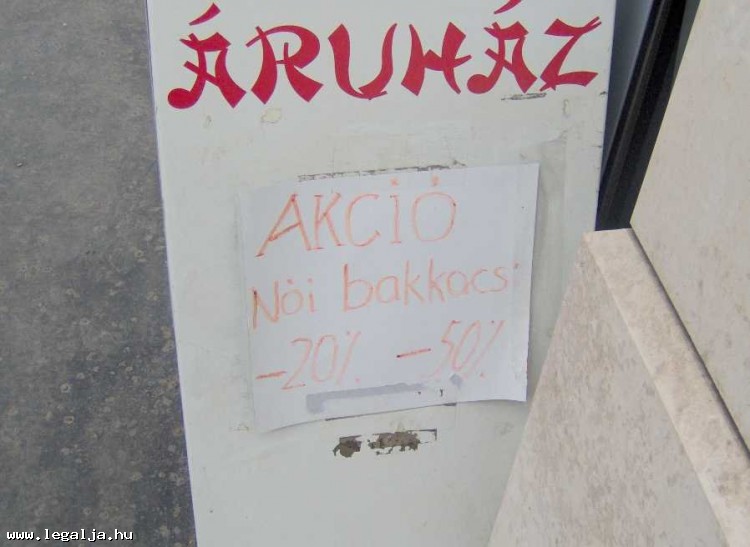 ÁRUHÁZ
AKCIÓ
Női bakkacs
-20% -50%
www.legalja.hu